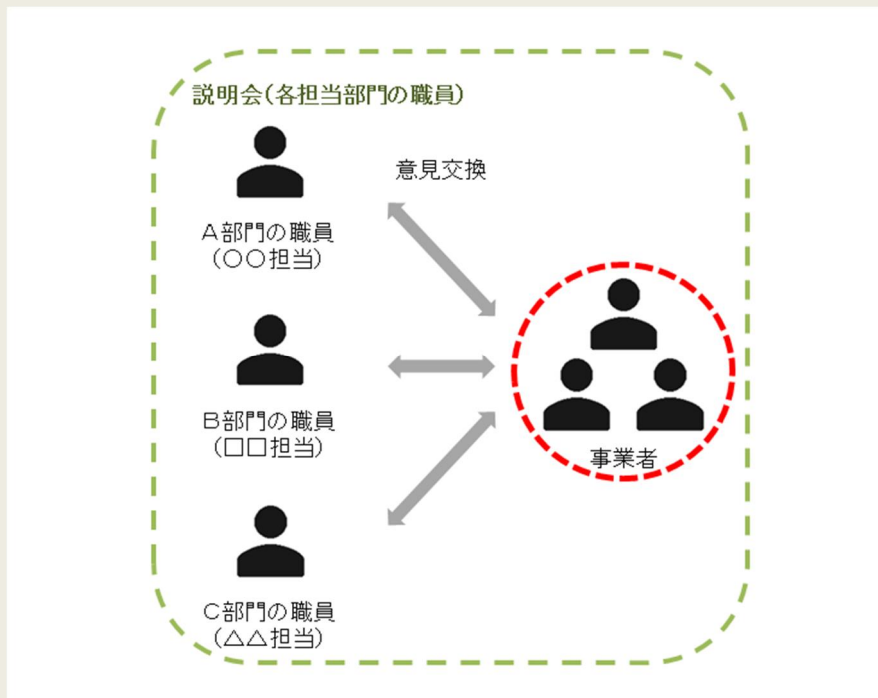 説明会(各担当部門の職員)
意見交換
A部門の職員
(〇〇担当)
B部門の職員
(□□担当)
事業者
C部門の職員
(△△担当)